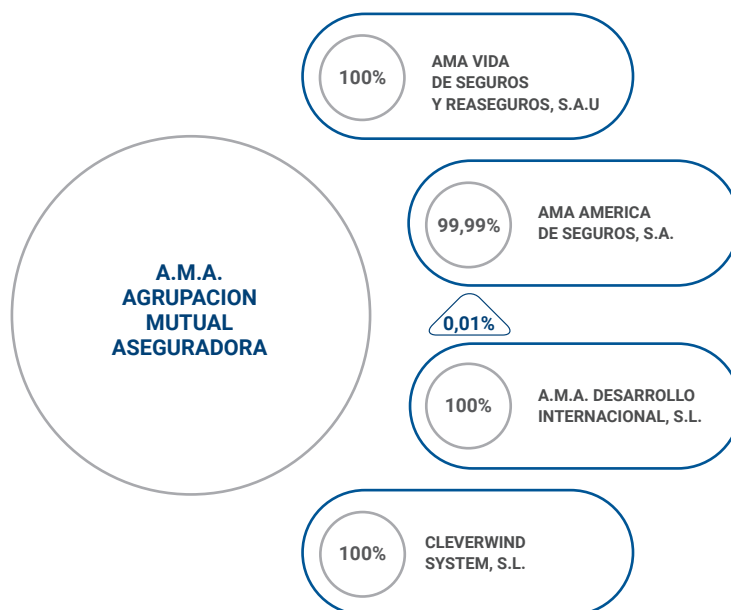 100%
AMA VIDA
DE SEGUROS
Y REASEGUROS, S.A.U
99,99%
AMA AMERICA
DE SEGUROS, S.A.
A.M.A.
AGRUPACION
MUTUAL
ASEGURADORA
0,01%
100%
A.M.A. DESARROLLO
INTERNACIONAL, S.L.
100%
CLEVERWIND
SYSTEM, S.L.